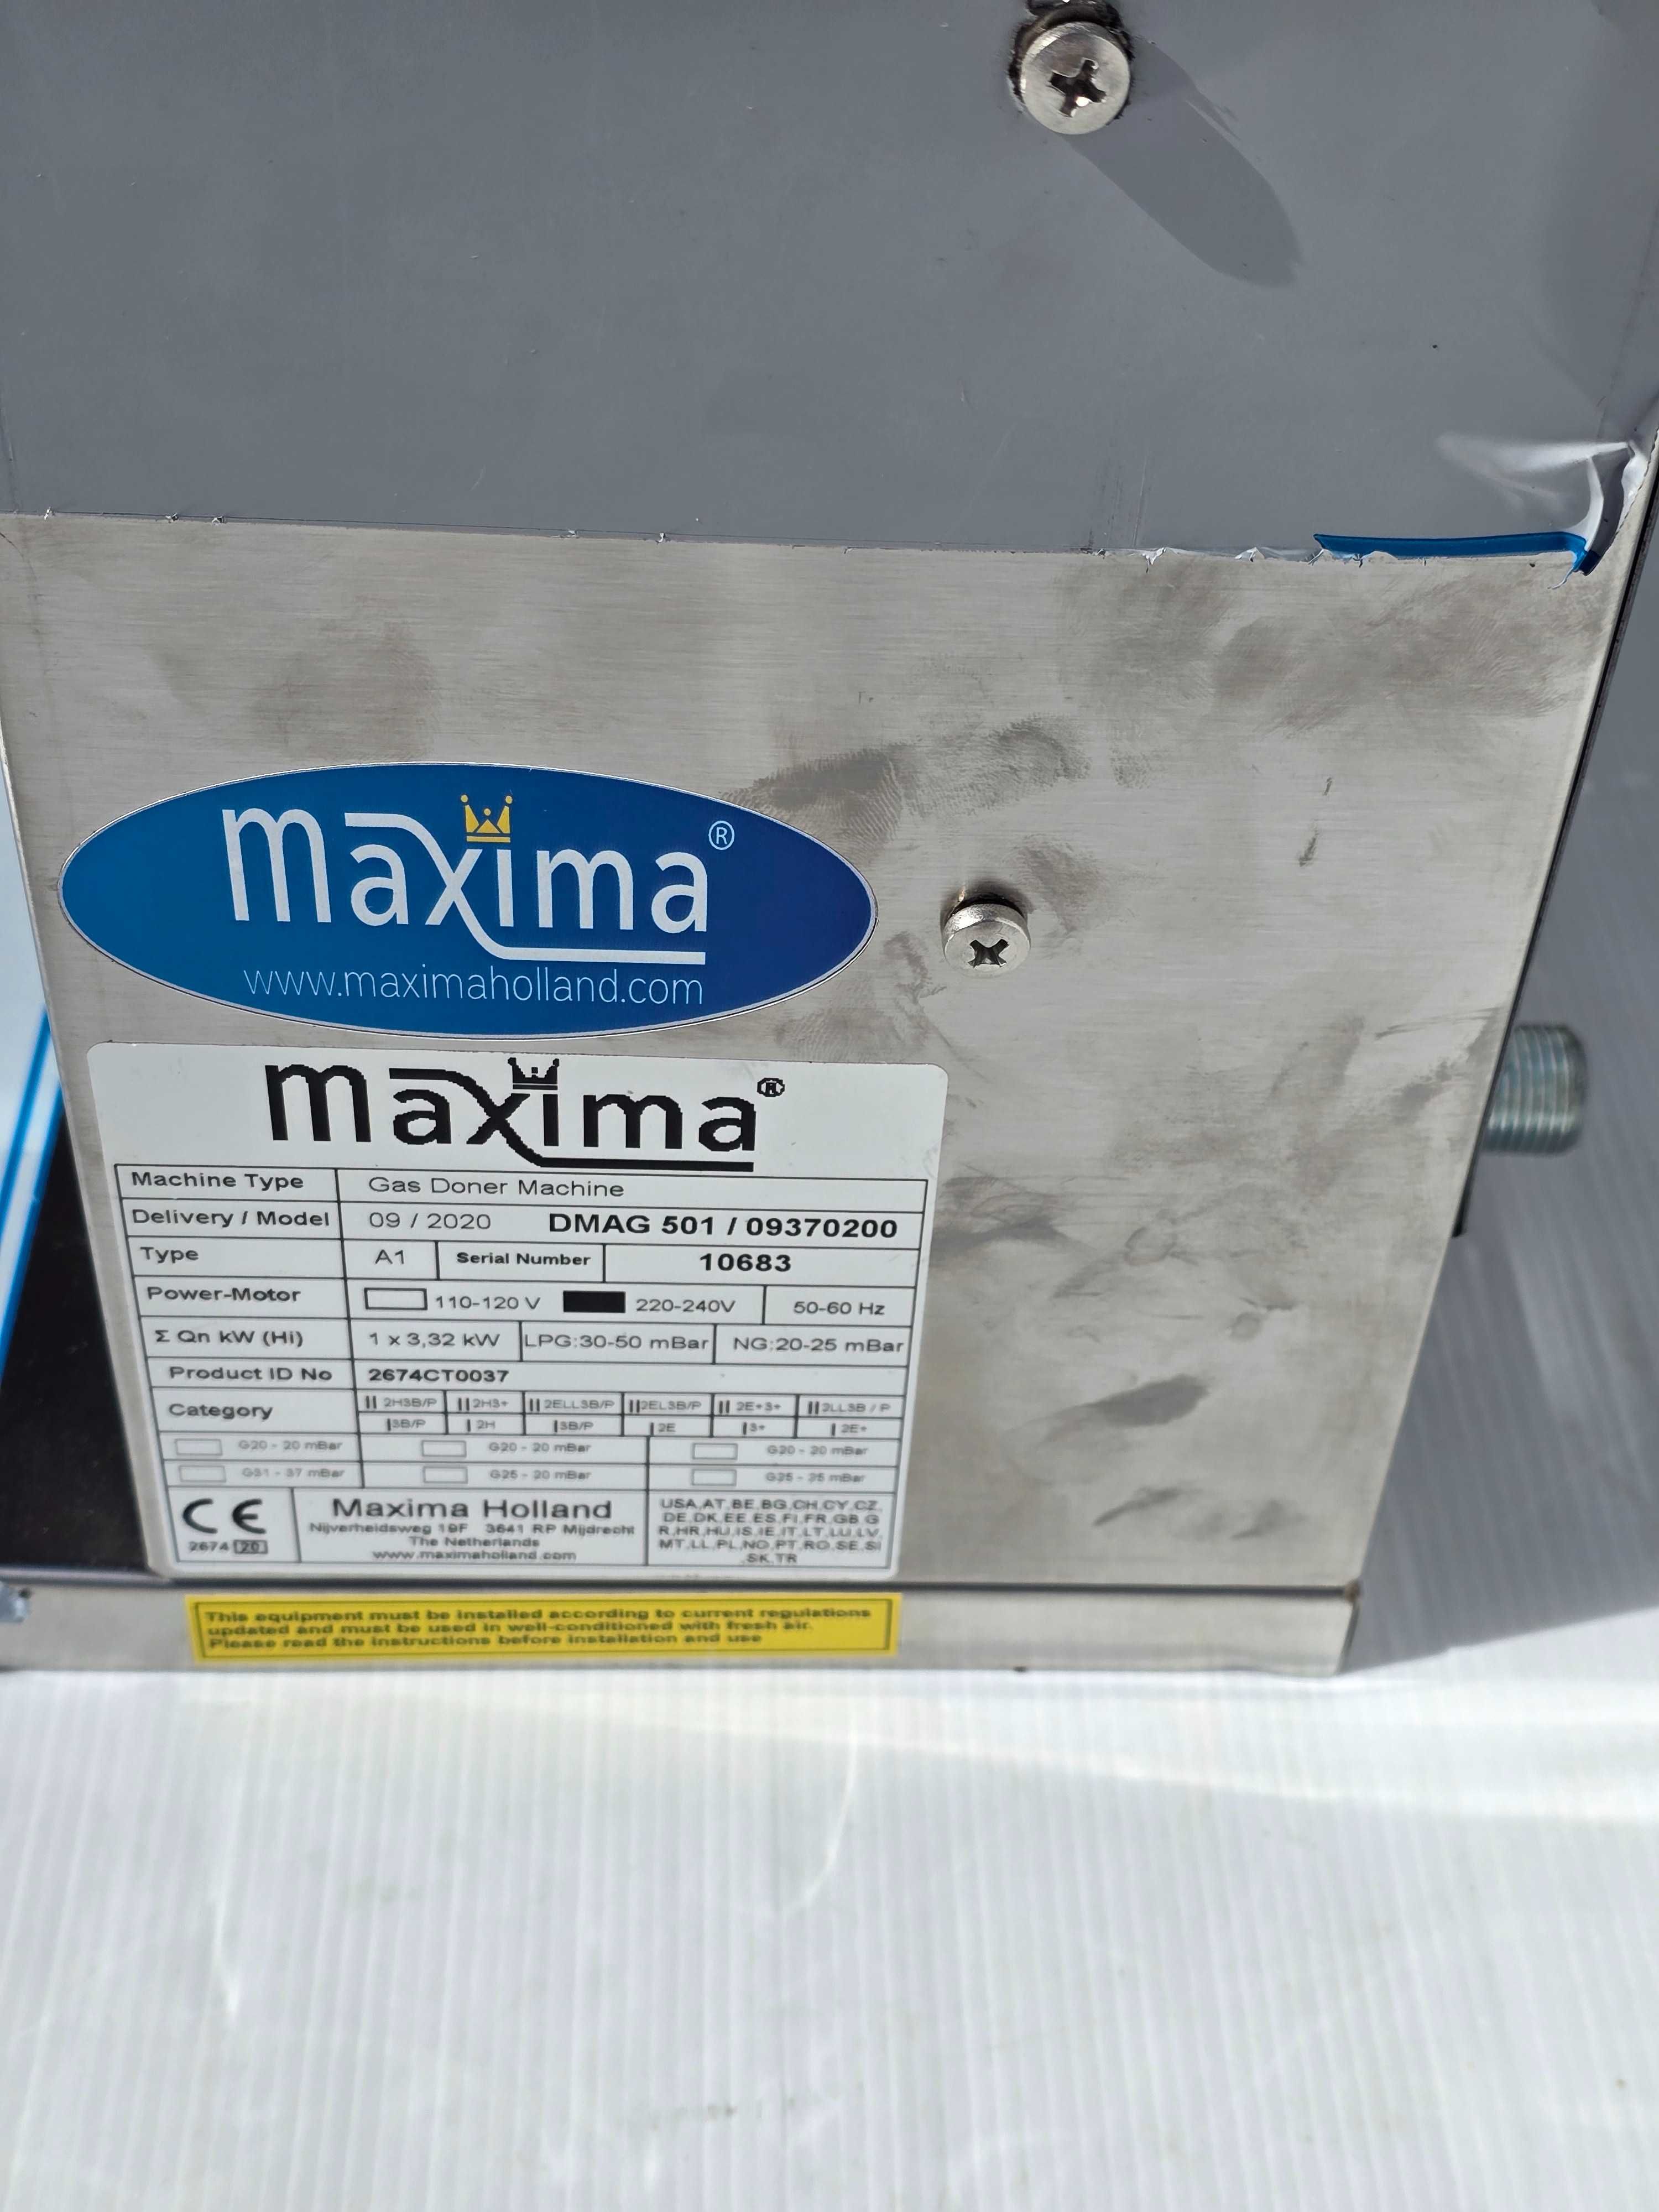 maxima®
www.maximaholland.com
maxima®
Machine Type Gas Doner Machine
Delivery / Model 09 / 2020 DMAG 501 / 09370200
Type A1 Serial Number 10683
Power-Motor 110-120 V 220-240V 50-60 Hz
Σ Qn kW (Hi) 1 x 3,32 kW LPG:30-50 mBar NG:20-25 mBar
Product ID No 2674CT0037
Category II 2H3B/P II 2H3+ II 2ELL3B/P II 2EL3B/P II 2E+3+ II 2LL3B / P
I 3B/P I 2H I 3B/P I 2E I 3+ I 2E+
G20 - 20 mBar G20 - 20 mBar G20 - 20 mBar
G31 - 37 mBar G25 - 20 mBar G25 - 25 mBar
CE
2674 20
Maxima Holland
Nijverheidsweg 19F 3641 RP Mijdrecht
The Netherlands
www.maximaholland.com
USA,AT,BE,BG,CH,CY,CZ,
DE,DK,EE,ES,FI,FR,GB,G
R,HR,HU,IS,IE,IT,LT,LU,LV,
MT,LL,PL,NO,PT,RO,SE,SI
,SK,TR
This equipment must be installed according to current regulations
updated and must be used in well-conditioned with fresh air.
Please read the instructions before installation and use